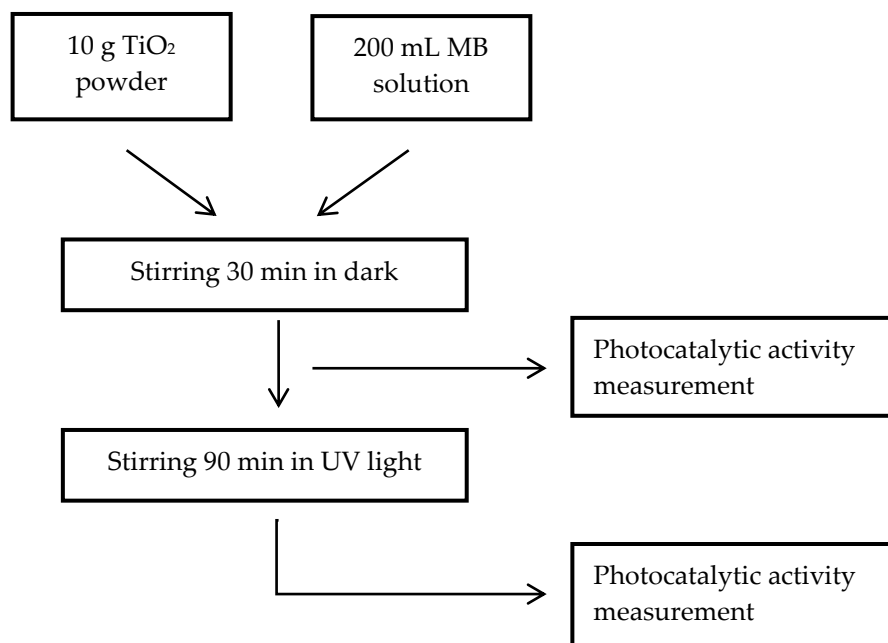 10 g TiO₂
powder
200 mL MB
solution
Stirring 30 min in dark
Photocatalytic activity
measurement
Stirring 90 min in UV light
Photocatalytic activity
measurement